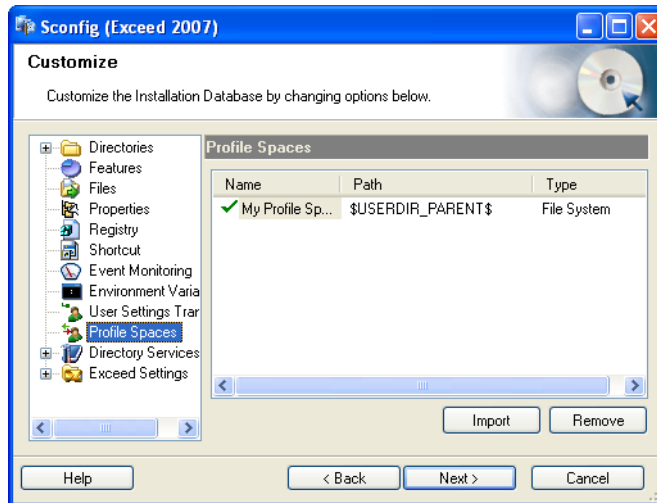 Sconfig (Exceed 2007)
Customize
Customize the Installation Database by changing options below.
Directories
Features
Files
Properties
Registry
Shortcut
Event Monitoring
Environment Varia
User Settings Trar
Profile Spaces
Directory Services
Exceed Settings
Profile Spaces
Name Path Type
My Profile Sp... $USERDIR_PARENT$ File System
Import Remove
Help < Back Next > Cancel